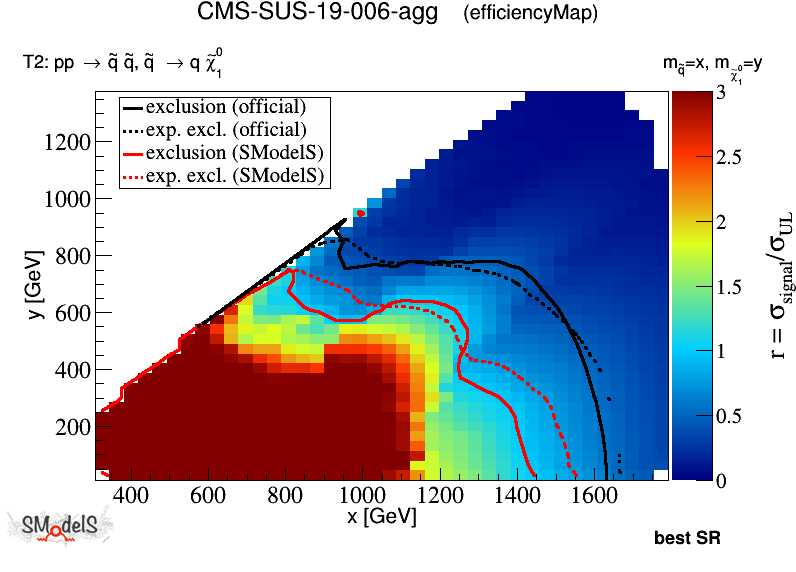 CMS-SUS-19-006-agg (efficiencyMap)
T2: pp → q̃ q̃, q̃ → q χ̃₁⁰
m_q̃=x, m_χ̃₁⁰=y
exclusion (official)
exp. excl. (official)
exclusion (SModelS)
exp. excl. (SModelS)
1200
1000
800
600
400
200
y [GeV]
400 600 800 1000 1200 1400 1600
x [GeV]
3
2.5
2
1.5
1
0.5
0
r = σ_signal/σ_UL
SModelS
best SR